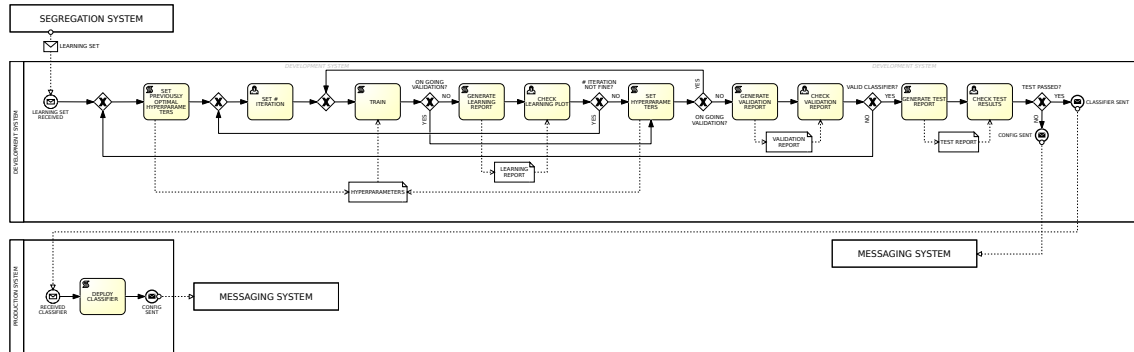 SEGREGATION SYSTEM
LEARNING SET
DEVELOPMENT SYSTEM
DEVELOPMENT SYSTEM
DEVELOPMENT SYSTEM
LEARNING SET
RECEIVED
SET
PREVIOUSLY
OPTIMAL
HYPERPARAME
TERS
SET #
ITERATION
TRAIN
ON GOING
VALIDATION?
NO
YES
GENERATE
LEARNING
REPORT
CHECK
LEARNING PLOT
# ITERATION
NOT FINE?
NO
YES
SET
HYPERPARAME
TERS
YES
NO
ON GOING
VALIDATION?
GENERATE
VALIDATION
REPORT
CHECK
VALIDATION
REPORT
VALID CLASSIFIER?
YES
NO
GENERATE TEST
REPORT
CHECK TEST
RESULTS
TEST PASSED?
YES
NO
CLASSIFIER SENT
CONFIG SENT
VALIDATION
REPORT
TEST REPORT
LEARNING
REPORT
HYPERPARAMETERS
MESSAGING SYSTEM
PRODUCTION SYSTEM
RECEIVED
CLASSIFIER
DEPLOY
CLASSIFIER
CONFIG
SENT
MESSAGING SYSTEM